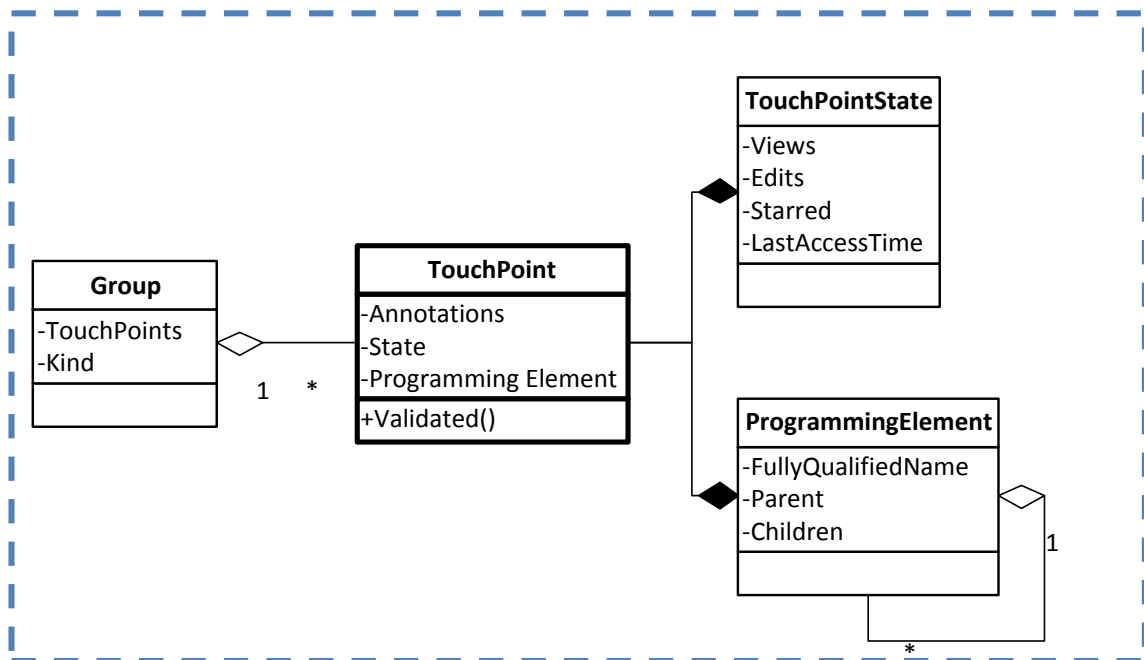 Group
-TouchPoints
-Kind
1
*
TouchPoint
-Annotations
-State
-Programming Element
+Validated()
TouchPointState
-Views
-Edits
-Starred
-LastAccessTime
ProgrammingElement
-FullyQualifiedName
-Parent
-Children
1
*